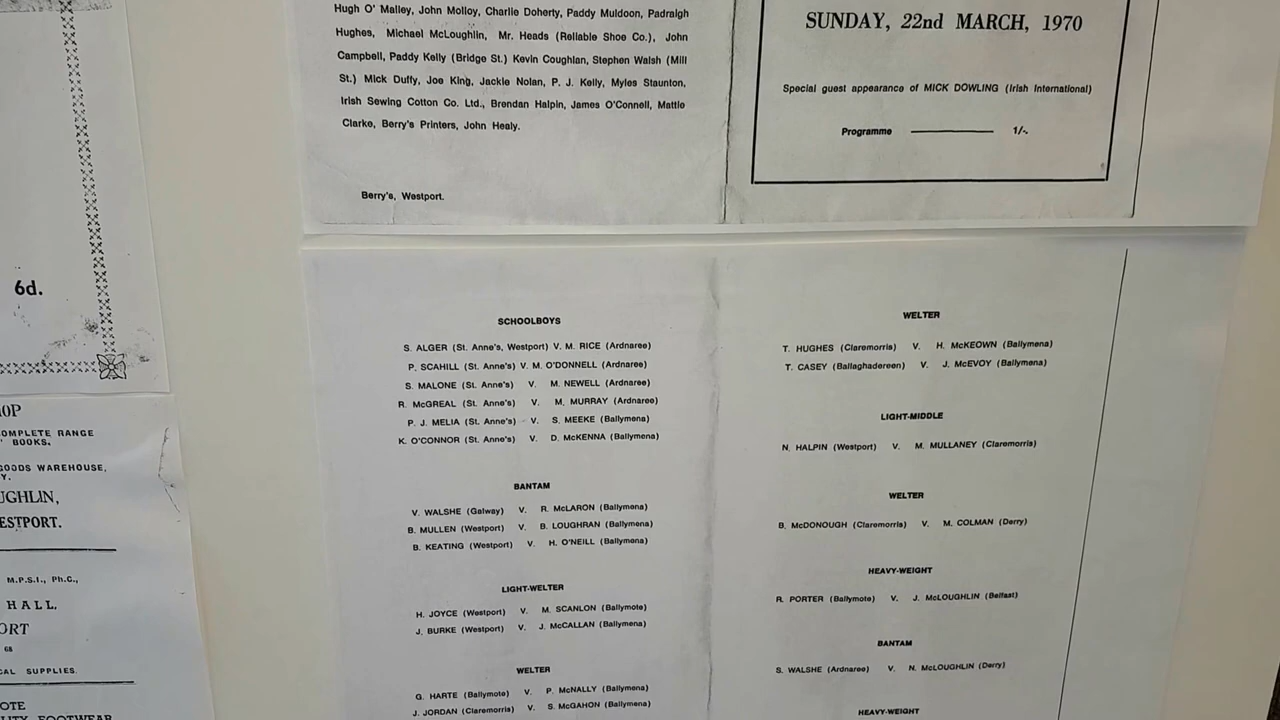 Hugh O' Malley, John Molloy, Charlie Doherty, Paddy Muldoon, Padraigh
Hughes, Michael McLoughlin, Mr. Heads (Reliable Shoe Co.), John
Campbell, Paddy Kelly (Bridge St.) Kevin Coughlan, Stephen Walsh (Mill
St.) Mick Duffy, Joe King, Jackie Nolan, P. J. Kelly, Myles Staunton,
Irish Sewing Cotton Co. Ltd., Brendan Halpin, James O'Connell, Mattie
Clarke, Berry's Printers, John Healy.
Berry's, Westport.
SUNDAY, 22nd MARCH, 1970
Special guest appearance of MICK DOWLING (Irish International)
Programme 1/-.
6d.
OMPLETE RANGE
' BOOKS.
GOODS WAREHOUSE,
Y.
UGHLIN,
ESTPORT.
M.P.S.I., Ph.C.,
HALL,
ORT
68
CAL SUPPLIES
OTE
LITY FOOTWEAR
SCHOOLBOYS
S. ALGER (St. Anne's, Westport) V. M. RICE (Ardnaree)
P. SCAHILL (St. Anne's) V. M. O'DONNELL (Ardnaree)
S. MALONE (St. Anne's) V. M. NEWELL (Ardnaree)
R. McGREAL (St. Anne's) V. M. MURRAY (Ardnaree)
P. J. MELIA (St. Anne's) V. S. MEEKE (Ballymena)
K. O'CONNOR (St. Anne's) V. D. McKENNA (Ballymena)
BANTAM
V. WALSHE (Galway) V. R. McLARON (Ballymena)
B. MULLEN (Westport) V. B. LOUGHRAN (Ballymena)
B. KEATING (Westport) V. H. O'NEILL (Ballymena)
LIGHT-WELTER
H. JOYCE (Westport) V. M. SCANLON (Ballymote)
J. BURKE (Westport) V. J. McCALLAN (Ballymena)
WELTER
G. HARTE (Ballymote) V. P. McNALLY (Ballymena)
J. JORDAN (Claremorris) V. S. McGAHON (Ballymena)
WELTER
T. HUGHES (Claremorris) V. H. McKEOWN (Ballymena)
T. CASEY (Ballaghadereen) V. J. McEVOY (Ballymena)
LIGHT-MIDDLE
N. HALPIN (Westport) V. M. MULLANEY (Claremorris)
WELTER
B. McDONOUGH (Claremorris) V. M. COLMAN (Derry)
HEAVY-WEIGHT
R. PORTER (Ballymote) V. J. McLOUGHLIN (Belfast)
BANTAM
S. WALSHE (Ardnaree) V. N. McLOUGHLIN (Derry)
HEAVY-WEIGHT